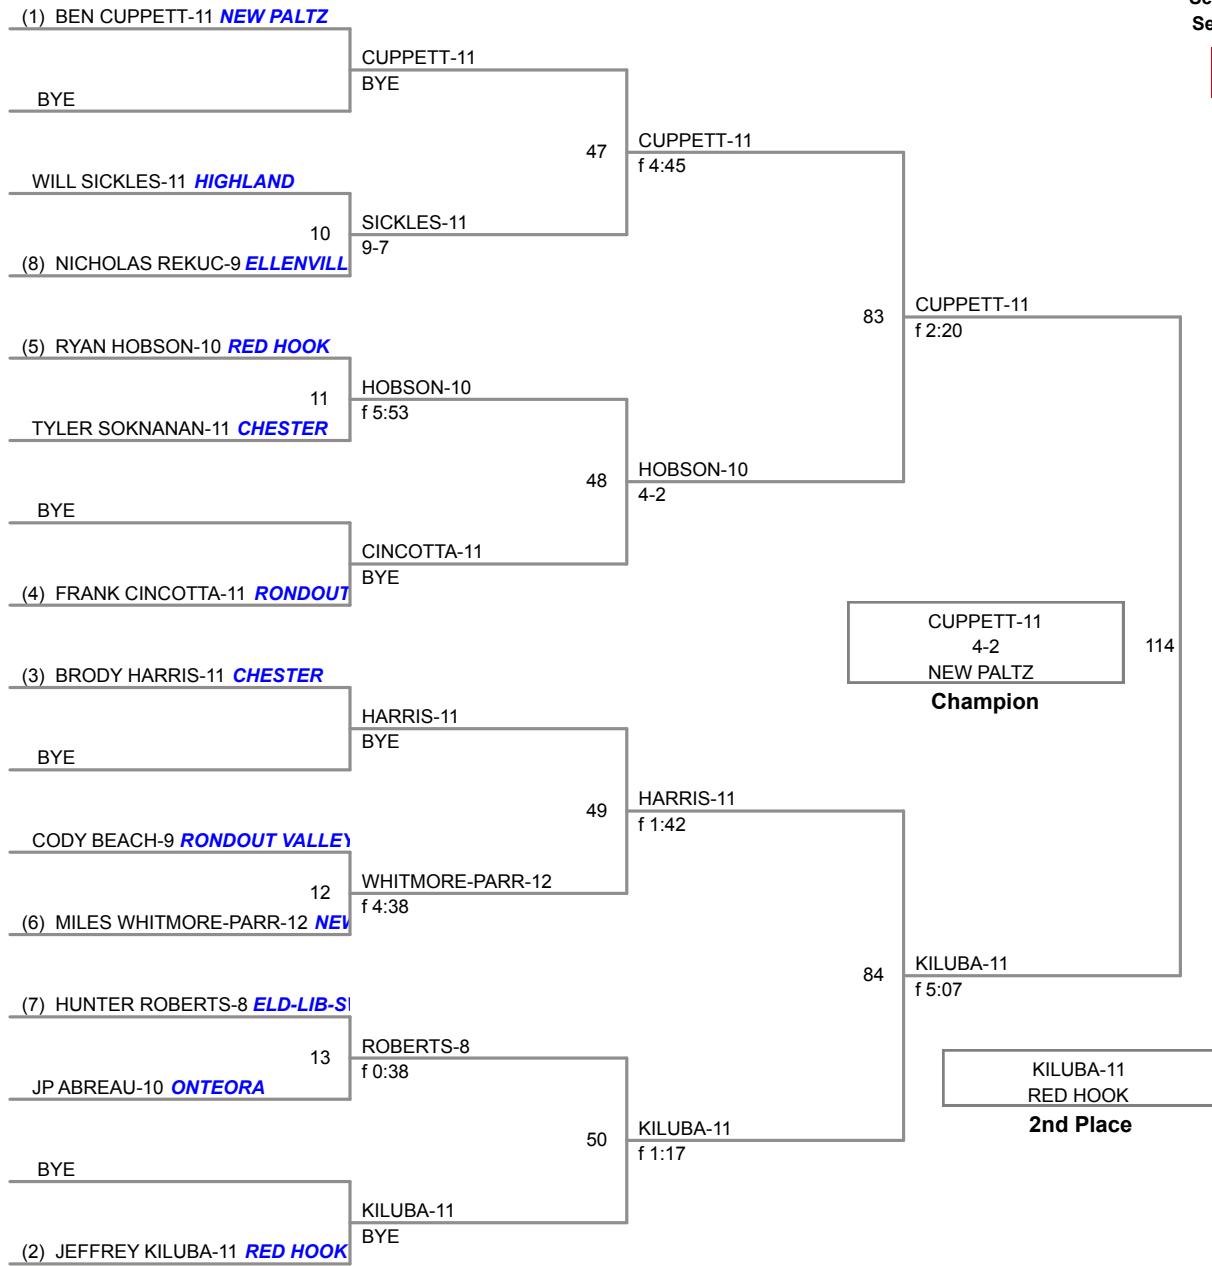 (1) BEN CUPPETT-11 NEW PALTZ
Se
CUPPETT-11
BYE
BYE
47
CUPPETT-11
f 4:45
WILL SICKLES-11 HIGHLAND
10
SICKLES-11
9-7
(8) NICHOLAS REKUC-9 ELLENVILL
83
CUPPETT-11
f 2:20
(5) RYAN HOBSON-10 RED HOOK
11
HOBSON-10
f 5:53
TYLER SOKNANAN-11 CHESTER
48
HOBSON-10
4-2
BYE
CINCOTTA-11
BYE
(4) FRANK CINCOTTA-11 RONDOUT
CUPPETT-11
4-2
NEW PALTZ
Champion
114
(3) BRODY HARRIS-11 CHESTER
HARRIS-11
BYE
BYE
49
HARRIS-11
f 1:42
CODY BEACH-9 RONDOUT VALLEY
12
WHITMORE-PARR-12
f 4:38
(6) MILES WHITMORE-PARR-12 NEW
84
KILUBA-11
f 5:07
(7) HUNTER ROBERTS-8 ELD-LIB-S
13
ROBERTS-8
f 0:38
JP ABREAU-10 ONTEORA
KILUBA-11
RED HOOK
2nd Place
50
KILUBA-11
f 1:17
BYE
KILUBA-11
BYE
(2) JEFFREY KILUBA-11 RED HOOK